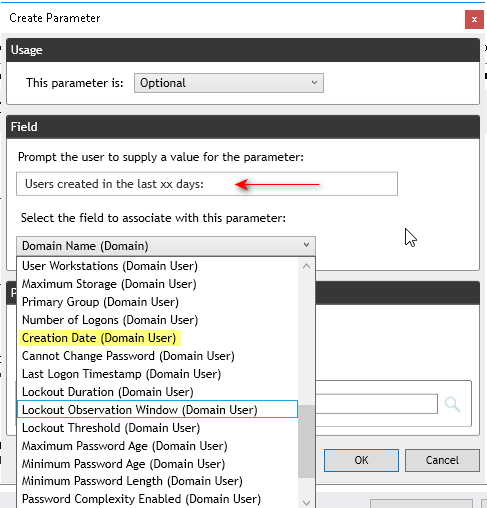 Create Parameter
x
Usage
This parameter is:
Optional
Field
Prompt the user to supply a value for the parameter:
Users created in the last xx days:
Select the field to associate with this parameter:
Domain Name (Domain)
User Workstations (Domain User)
Maximum Storage (Domain User)
Primary Group (Domain User)
Number of Logons (Domain User)
Creation Date (Domain User)
Cannot Change Password (Domain User)
Last Logon Timestamp (Domain User)
Lockout Duration (Domain User)
Lockout Observation Window (Domain User)
Lockout Threshold (Domain User)
Maximum Password Age (Domain User)
Minimum Password Age (Domain User)
Minimum Password Length (Domain User)
Password Complexity Enabled (Domain User)
OK
Cancel